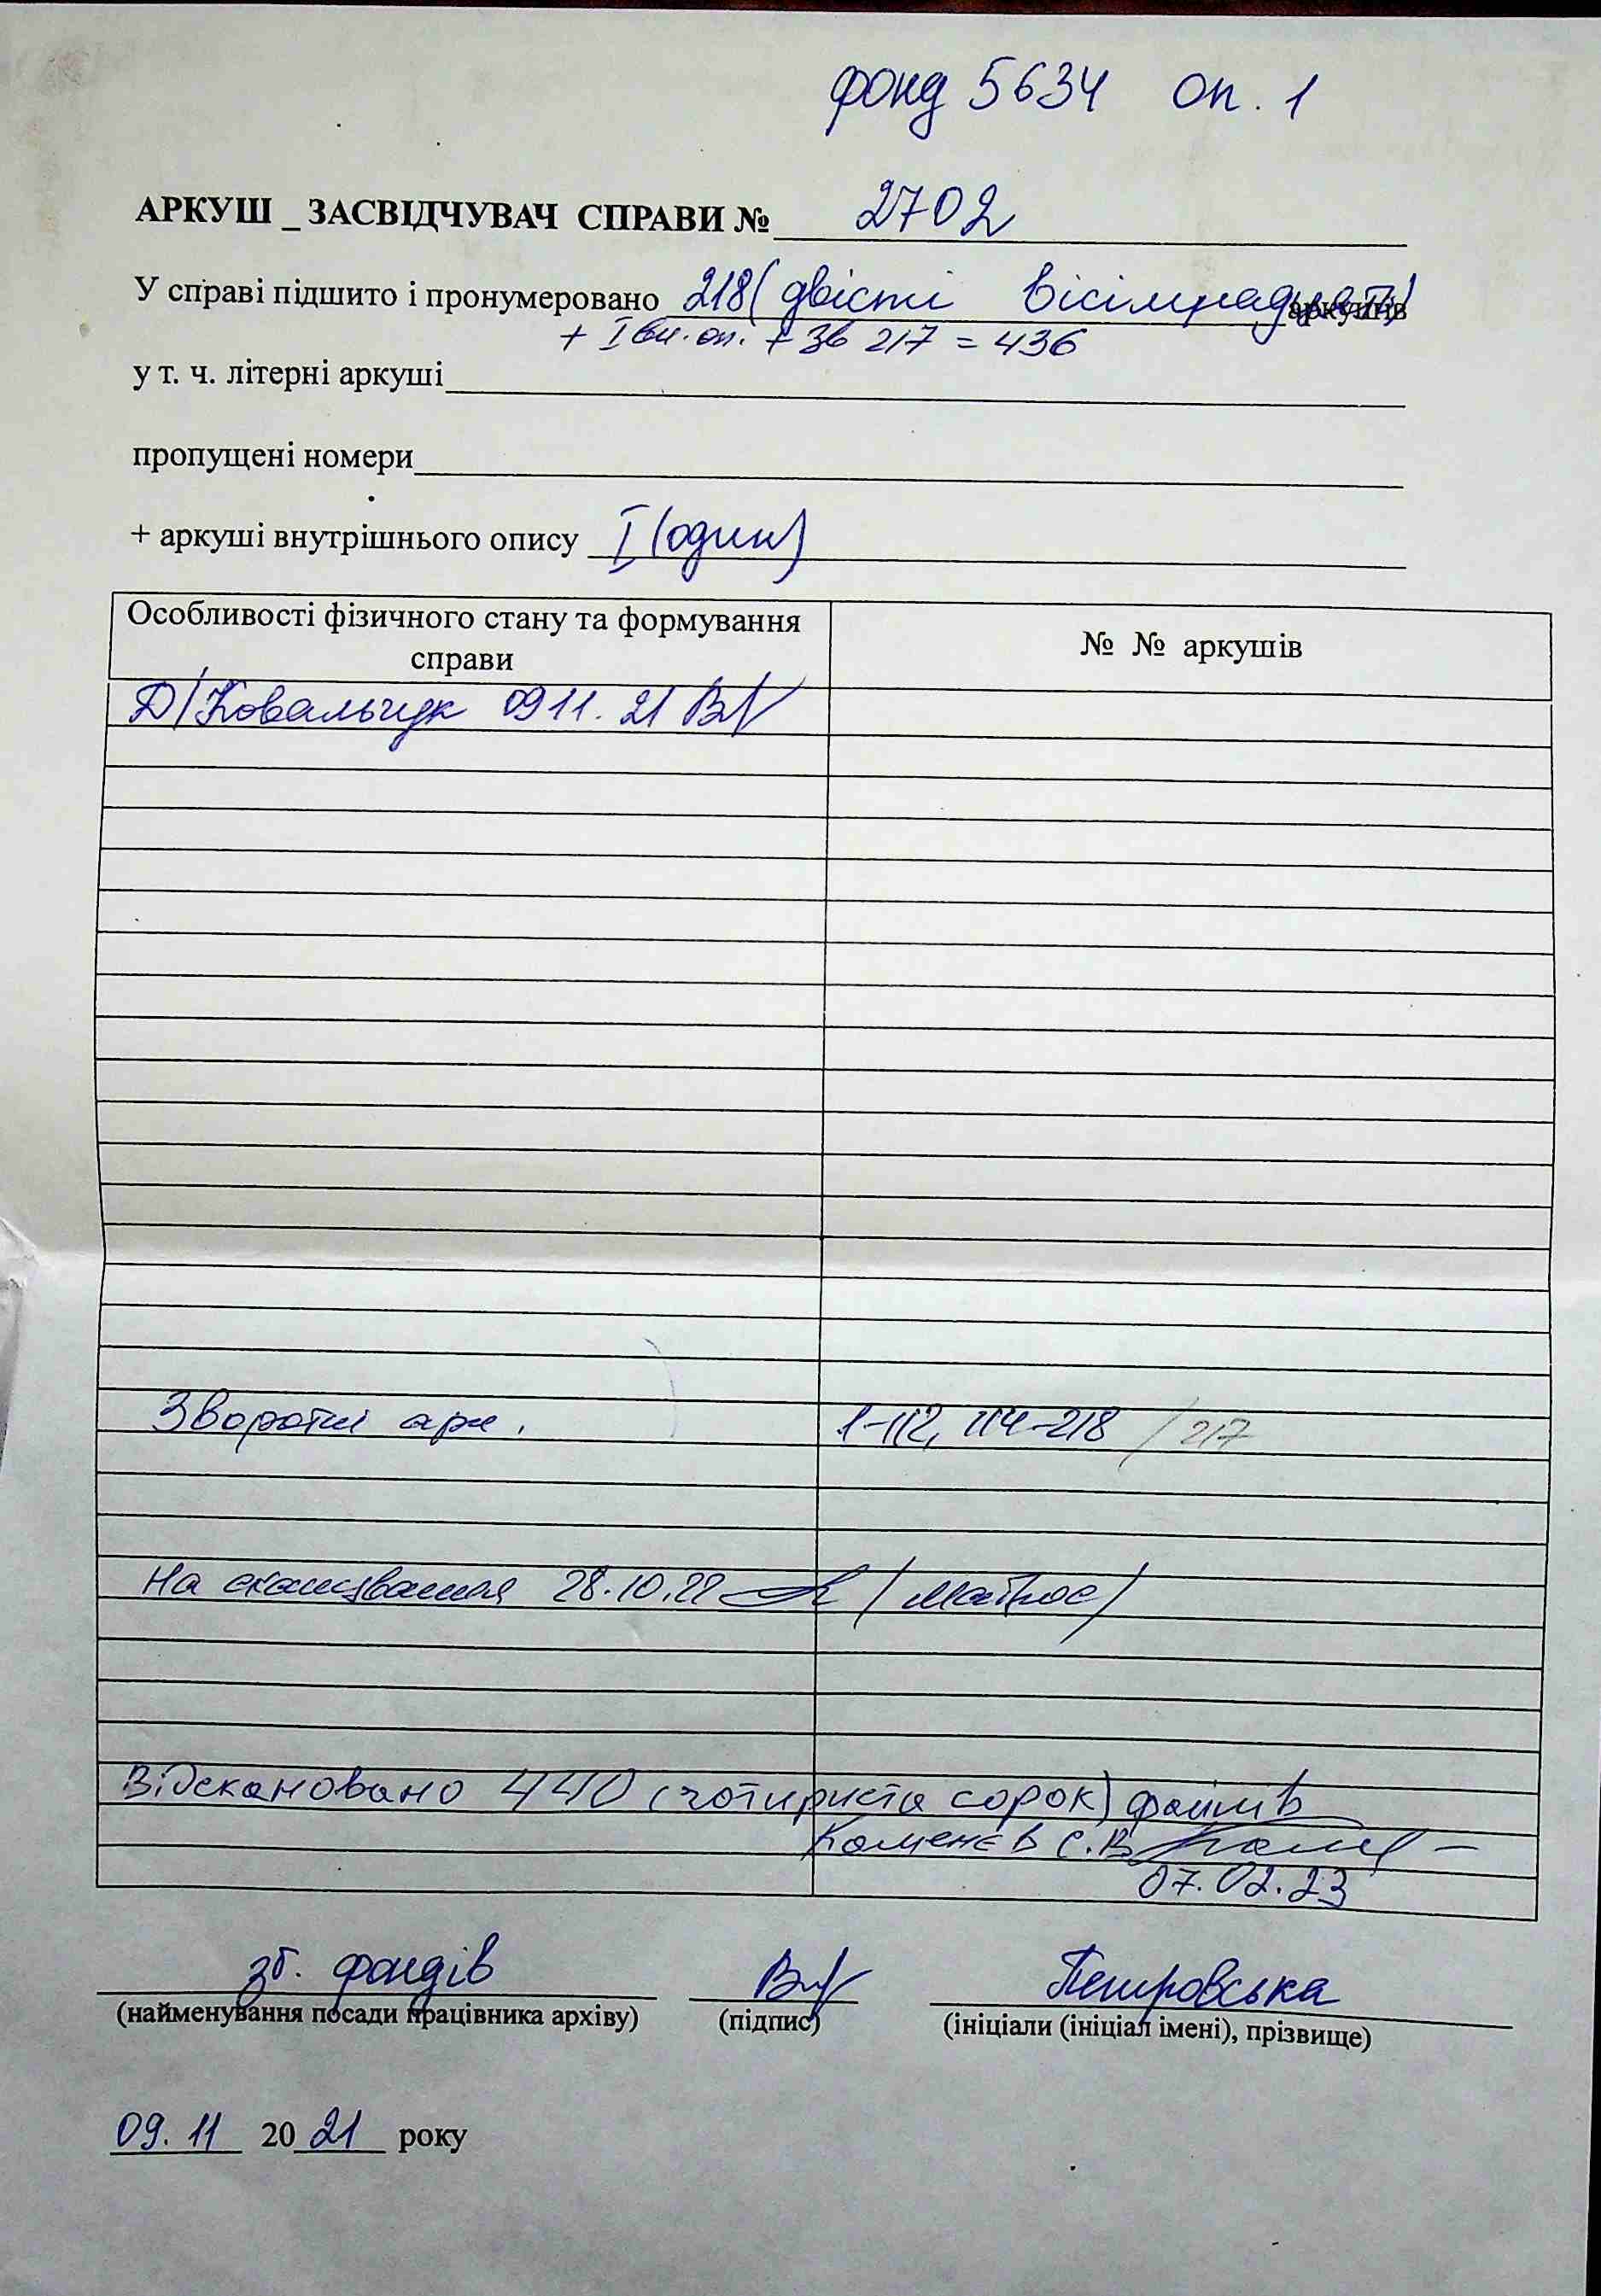 фонд 5634 оп. 1
АРКУШ _ ЗАСВІДЧУВАЧ СПРАВИ № 2702
У справі підшито і пронумеровано 218 (двісті вісімнадцять) аркушів
+ I вн. оп. + Зв 217 = 436
у т. ч. літерні аркуші
пропущені номери
+ аркуші внутрішнього опису I (один)
Особливості фізичного стану та формування справи
№ № аркушів
Д/Ковальчук 09 11. 21
Зворотні арк. 1-112, 114-218 / 217
На сканування 28.10.22 (Матрос)
Відскановано 440 (чотириста сорок) файлів
Каменєв С.В.
07.02.23
зб. фондів Петровська
(найменування посади працівника архіву) (підпис) (ініціали (ініціал імені), прізвище)
09. 11 2021 року